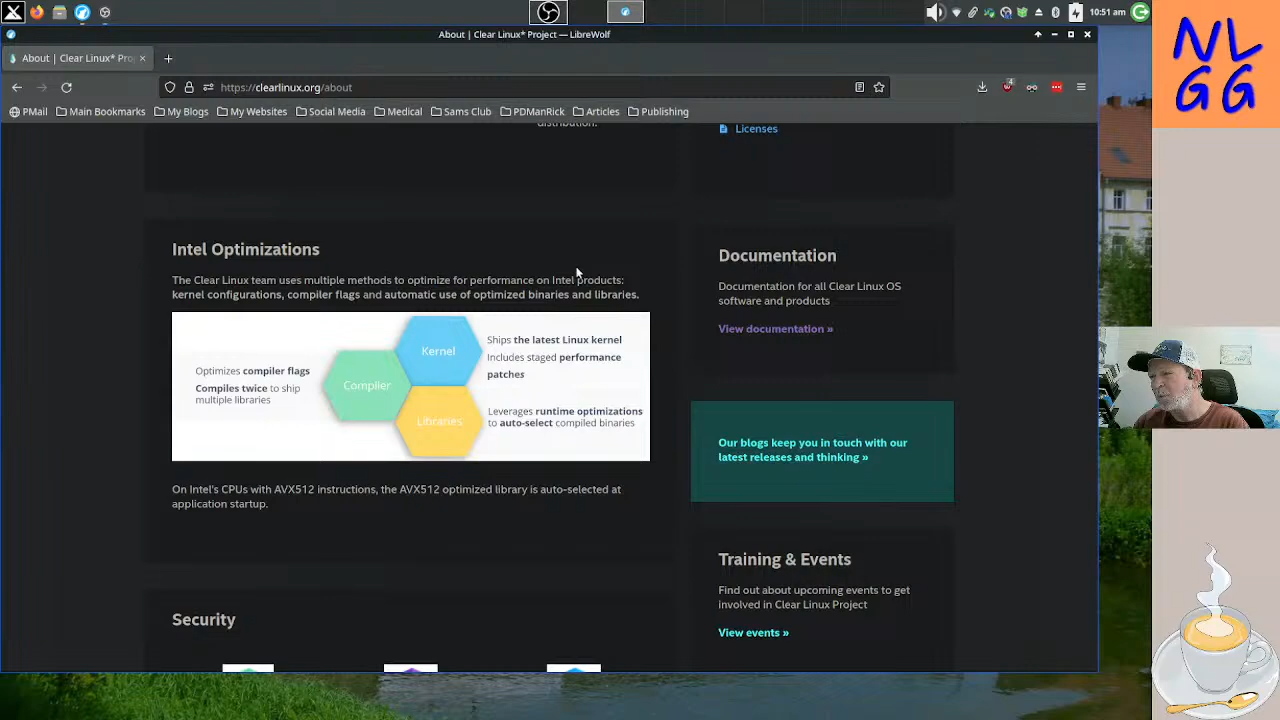 10:51 am
About | Clear Linux* Project — LibreWolf
About | Clear Linux* Pro
https://clearlinux.org/about
4
PMail
Main Bookmarks
My Blogs
My Websites
Social Media
Medical
Sams Club
PDManRick
Articles
Publishing
distribution.
Licenses
Intel Optimizations
The Clear Linux team uses multiple methods to optimize for performance on Intel products:
kernel configurations, compiler flags and automatic use of optimized binaries and libraries.
Optimizes compiler flags
Compiles twice to ship
multiple libraries
Compiler
Kernel
Libraries
Ships the latest Linux kernel
Includes staged performance
patches
Leverages runtime optimizations
to auto-select compiled binaries
On Intel's CPUs with AVX512 instructions, the AVX512 optimized library is auto-selected at
application startup.
Security
Documentation
Documentation for all Clear Linux OS
software and products
View documentation »
Our blogs keep you in touch with our
latest releases and thinking »
Training & Events
Find out about upcoming events to get
involved in Clear Linux Project
View events »
NL
GG